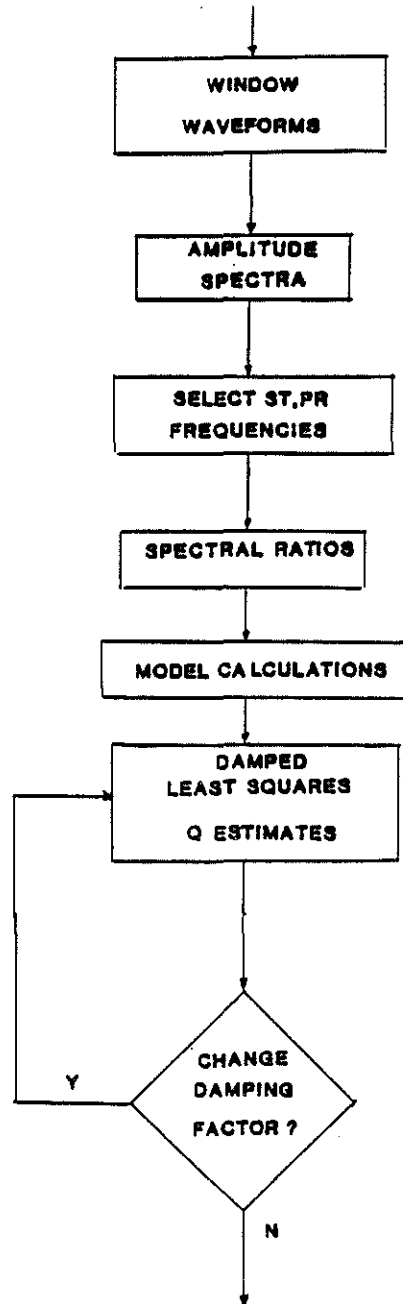 WINDOW
WAVEFORMS
AMPLITUDE
SPECTRA
SELECT ST,PR
FREQUENCIES
SPECTRAL RATIOS
MODEL CALCULATIONS
DAMPED
LEAST SQUARES
Q ESTIMATES
CHANGE
DAMPING
FACTOR ?
Y
N